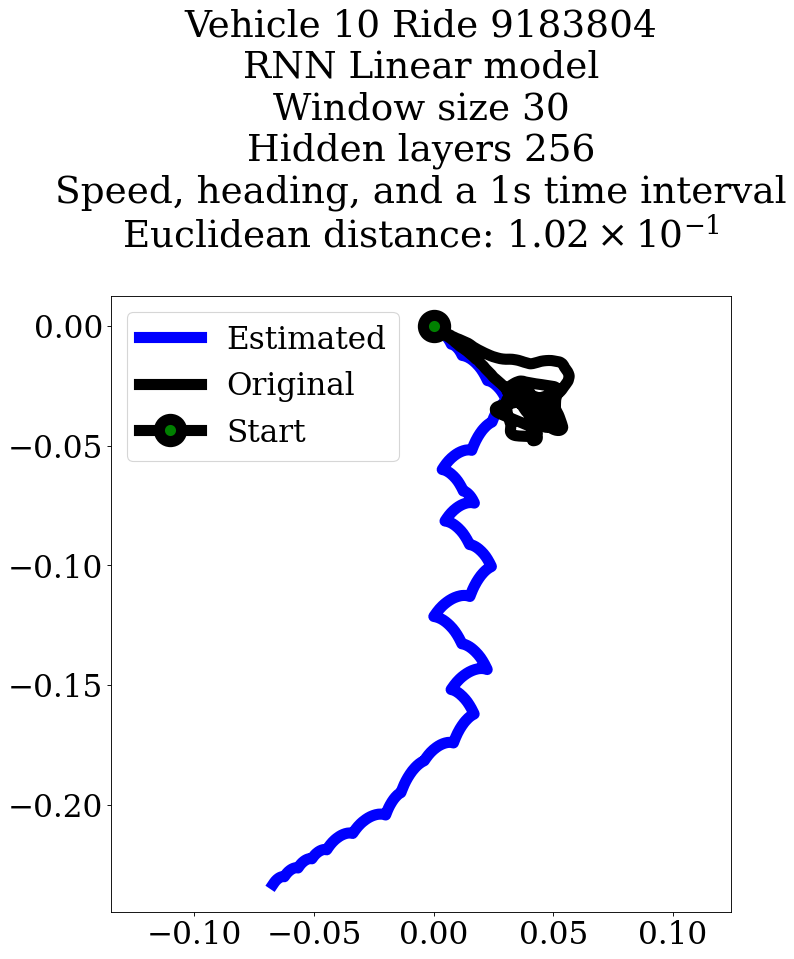 Vehicle 10 Ride 9183804
RNN Linear model
Window size 30
Hidden layers 256
Speed, heading, and a 1s time interval
Euclidean distance: 1.02 × 10⁻¹
Estimated
Original
Start
0.00
−0.05
−0.10
−0.15
−0.20
−0.10
−0.05
0.00
0.05
0.10